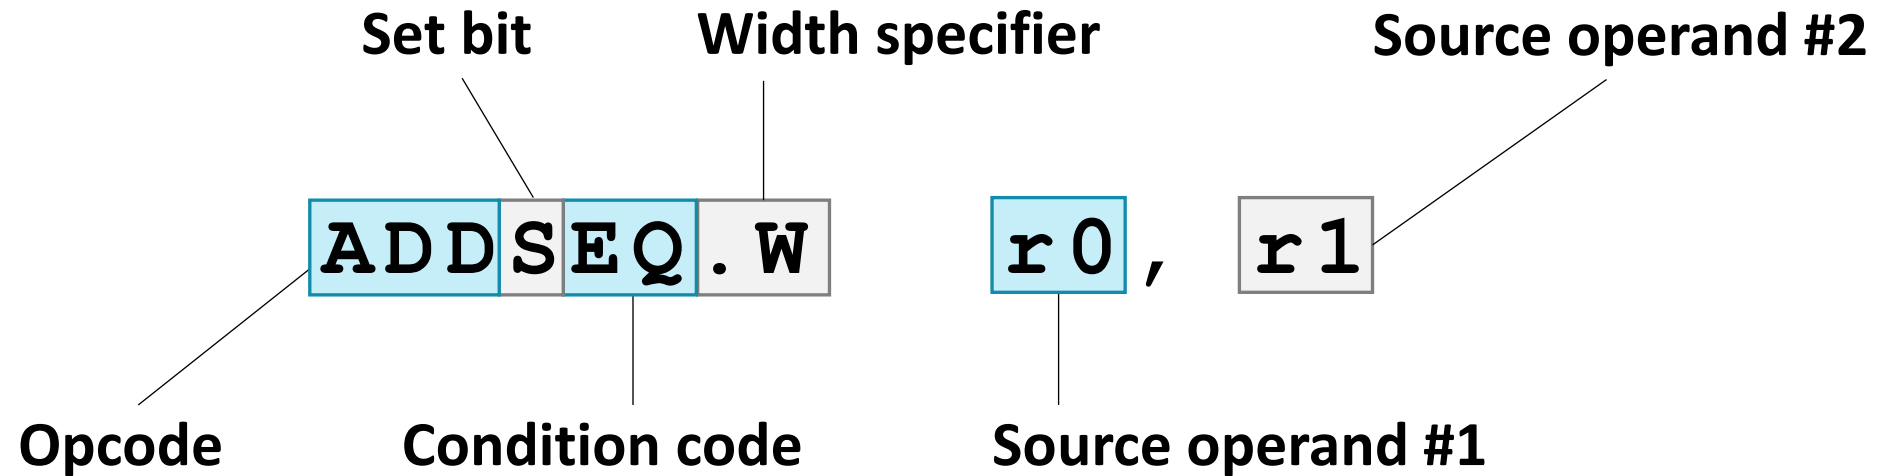 Set bit Width specifier Source operand #2
ADDSEQ.W r0, r1
Opcode Condition code Source operand #1